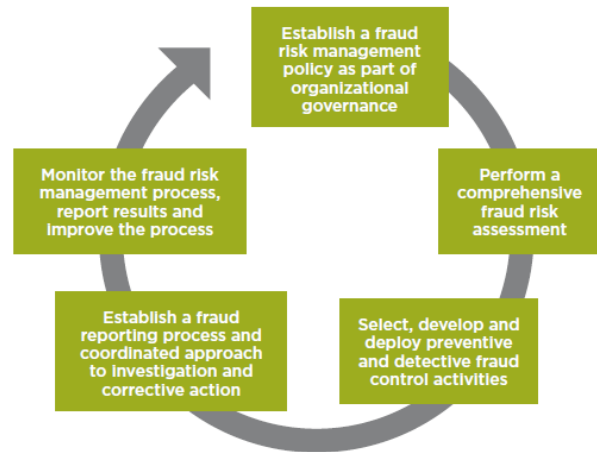 Establish a fraud
risk management
policy as part of
organizational
governance
Perform a
comprehensive
fraud risk
assessment
Select, develop and
deploy preventive
and detective fraud
control activities
Establish a fraud
reporting process and
coordinated approach
to investigation and
corrective action
Monitor the fraud risk
management process,
report results and
improve the process